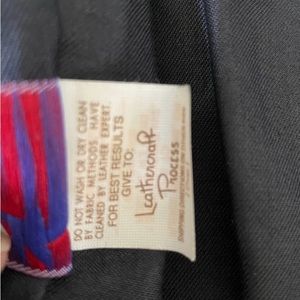 DO NOT WASH OR DRY CLEAN
BY FABRIC METHODS HAVE
CLEANED BY LEATHER EXPERT.
FOR BEST RESULTS
GIVE TO:
Leathercraft
Process